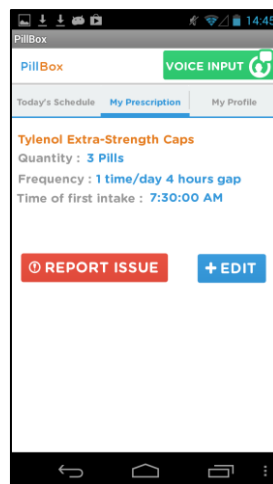 14:45
PillBox
PillBox
VOICE INPUT
Today's Schedule My Prescription My Profile
Tylenol Extra-Strength Caps
Quantity : 3 Pills
Frequency : 1 time/day 4 hours gap
Time of first intake : 7:30:00 AM
REPORT ISSUE
+ EDIT